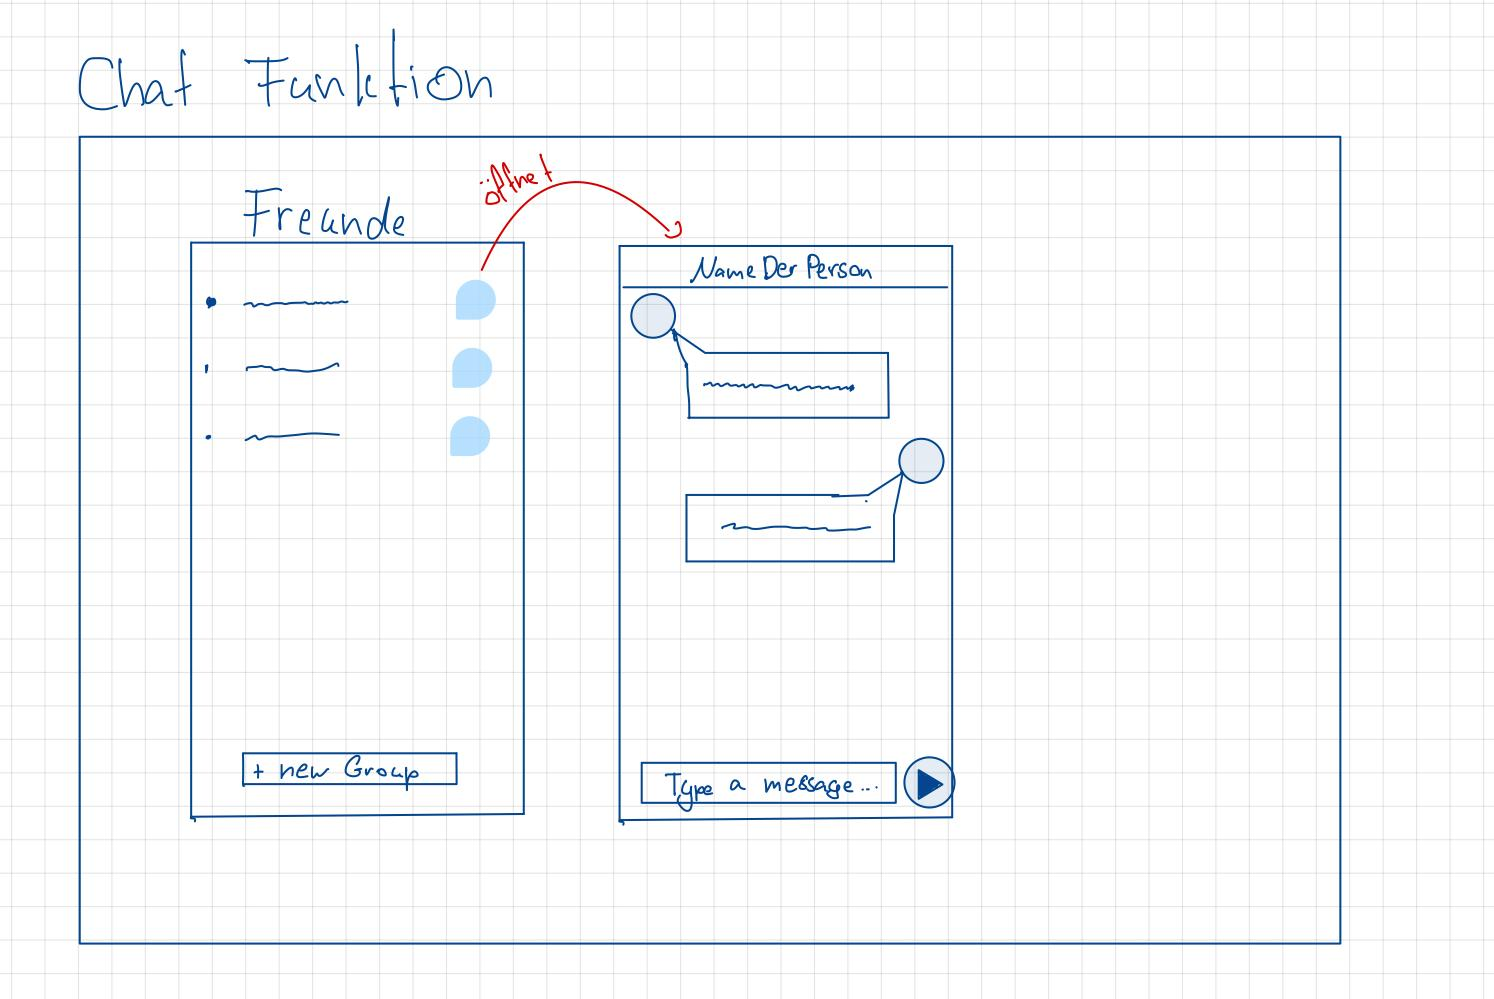 Chat Funktion
Freunde
öffnet
Name Der Person
+ new Group
Type a message...